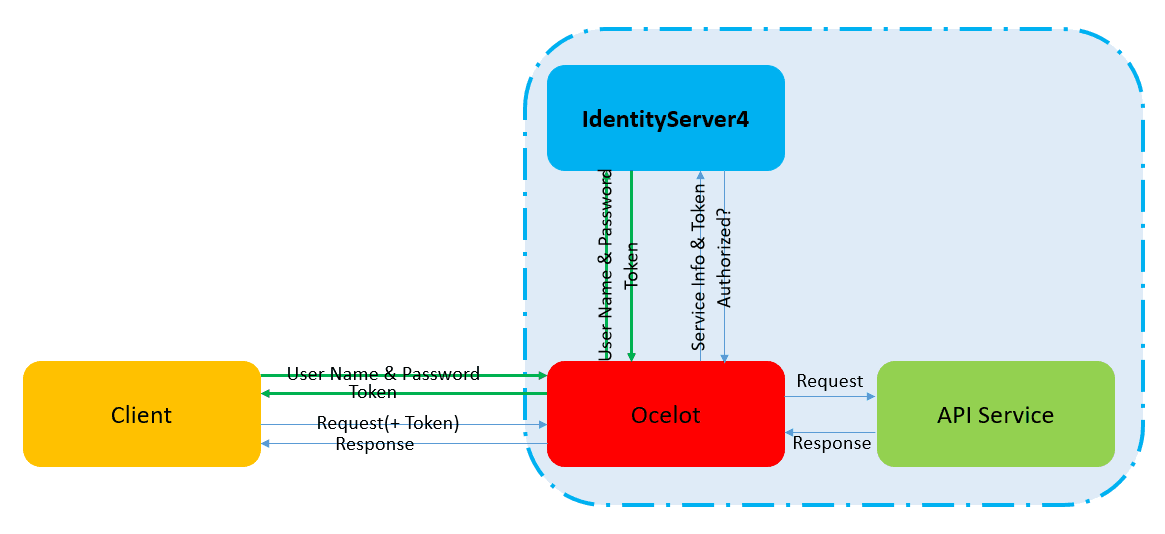 IdentityServer4
User Name & Password
Token
Service Info & Token
Authorized?
Client
User Name & Password
Token
Request(+ Token)
Response
Ocelot
Request
Response
API Service